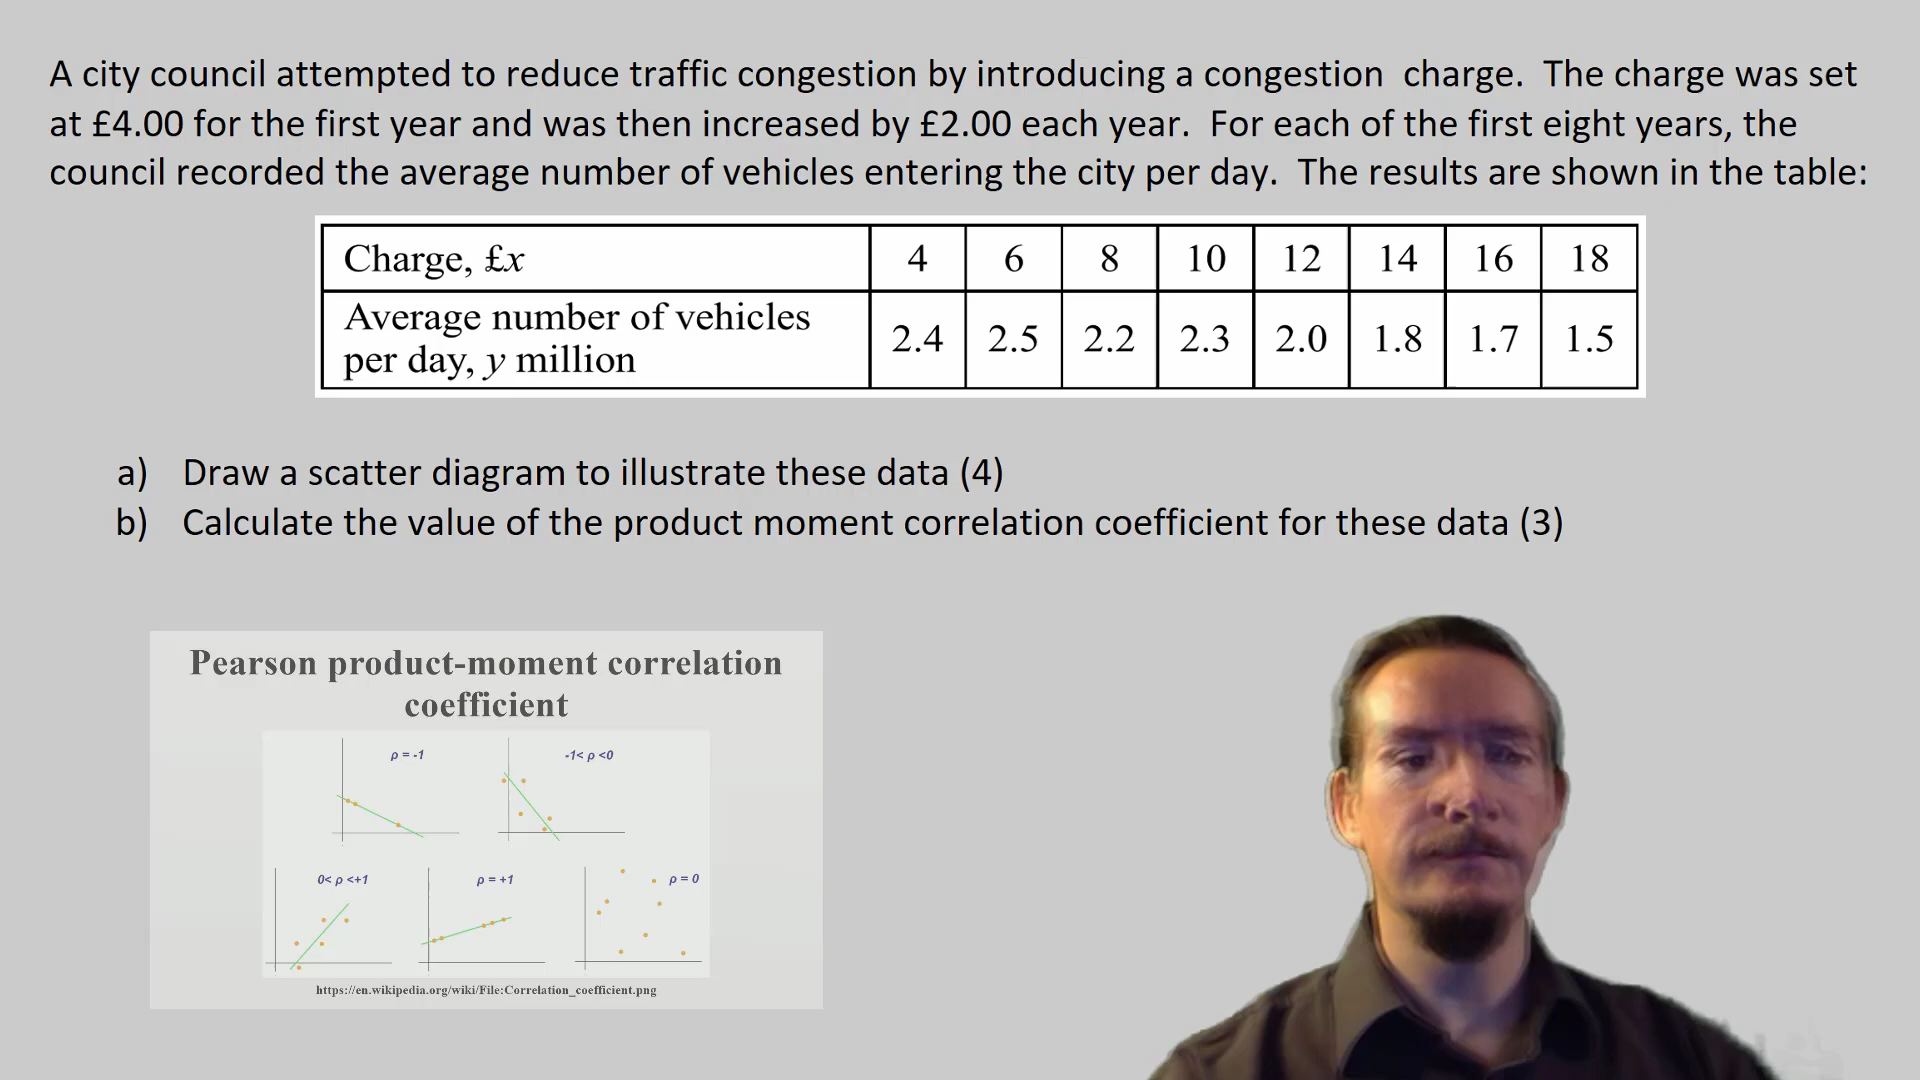 A city council attempted to reduce traffic congestion by introducing a congestion charge. The charge was set
at £4.00 for the first year and was then increased by £2.00 each year. For each of the first eight years, the
council recorded the average number of vehicles entering the city per day. The results are shown in the table:
Charge, £x 4 6 8 10 12 14 16 18
Average number of vehicles
per day, y million 2.4 2.5 2.2 2.3 2.0 1.8 1.7 1.5
a) Draw a scatter diagram to illustrate these data (4)
b) Calculate the value of the product moment correlation coefficient for these data (3)
Pearson product-moment correlation
coefficient
ρ = -1 -1< ρ <0
0< ρ <+1 ρ = +1 ρ = 0
https://en.wikipedia.org/wiki/File:Correlation_coefficient.png